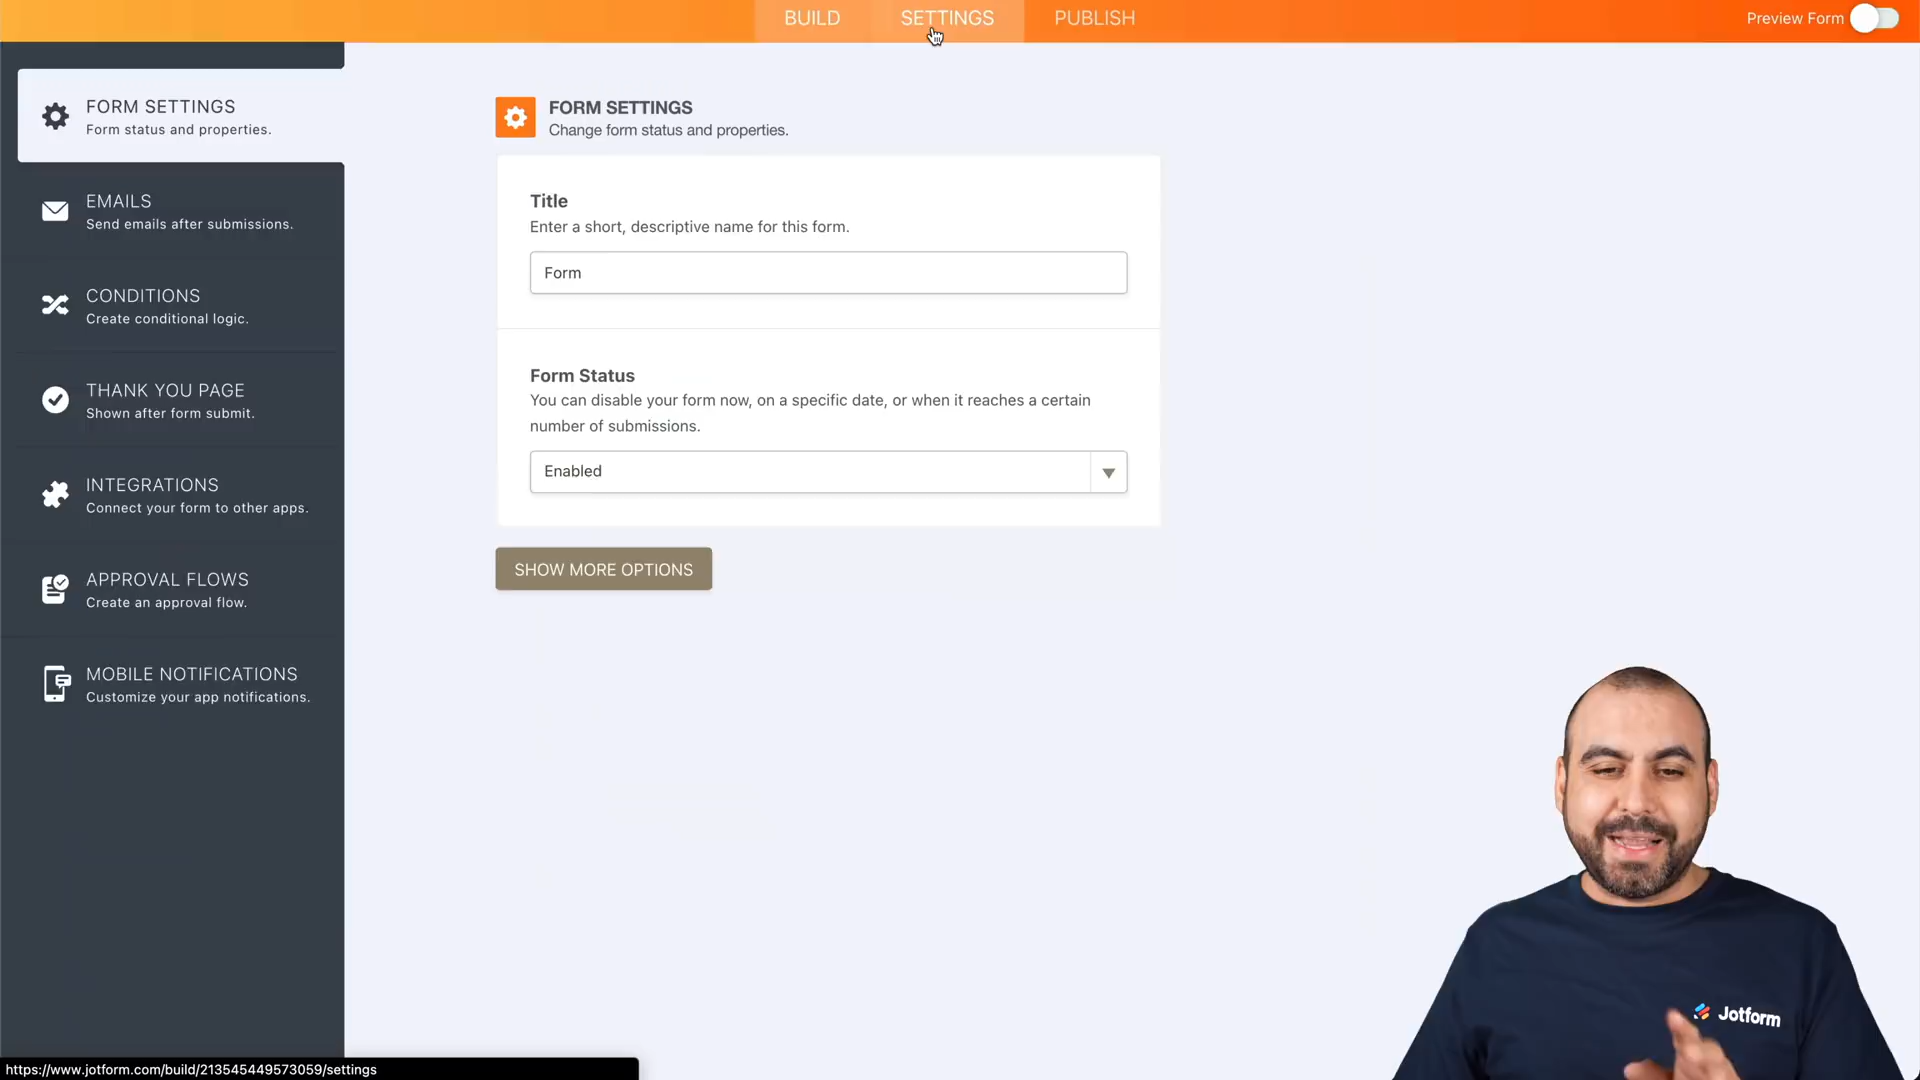 BUILD
SETTINGS
PUBLISH
Preview Form
FORM SETTINGS
Form status and properties.
EMAILS
Send emails after submissions.
CONDITIONS
Create conditional logic.
THANK YOU PAGE
Shown after form submit.
INTEGRATIONS
Connect your form to other apps.
APPROVAL FLOWS
Create an approval flow.
MOBILE NOTIFICATIONS
Customize your app notifications.
FORM SETTINGS
Change form status and properties.
Title
Enter a short, descriptive name for this form.
Form
Form Status
You can disable your form now, on a specific date, or when it reaches a certain
number of submissions.
Enabled
SHOW MORE OPTIONS
Jotform
https://www.jotform.com/build/213545449573059/settings